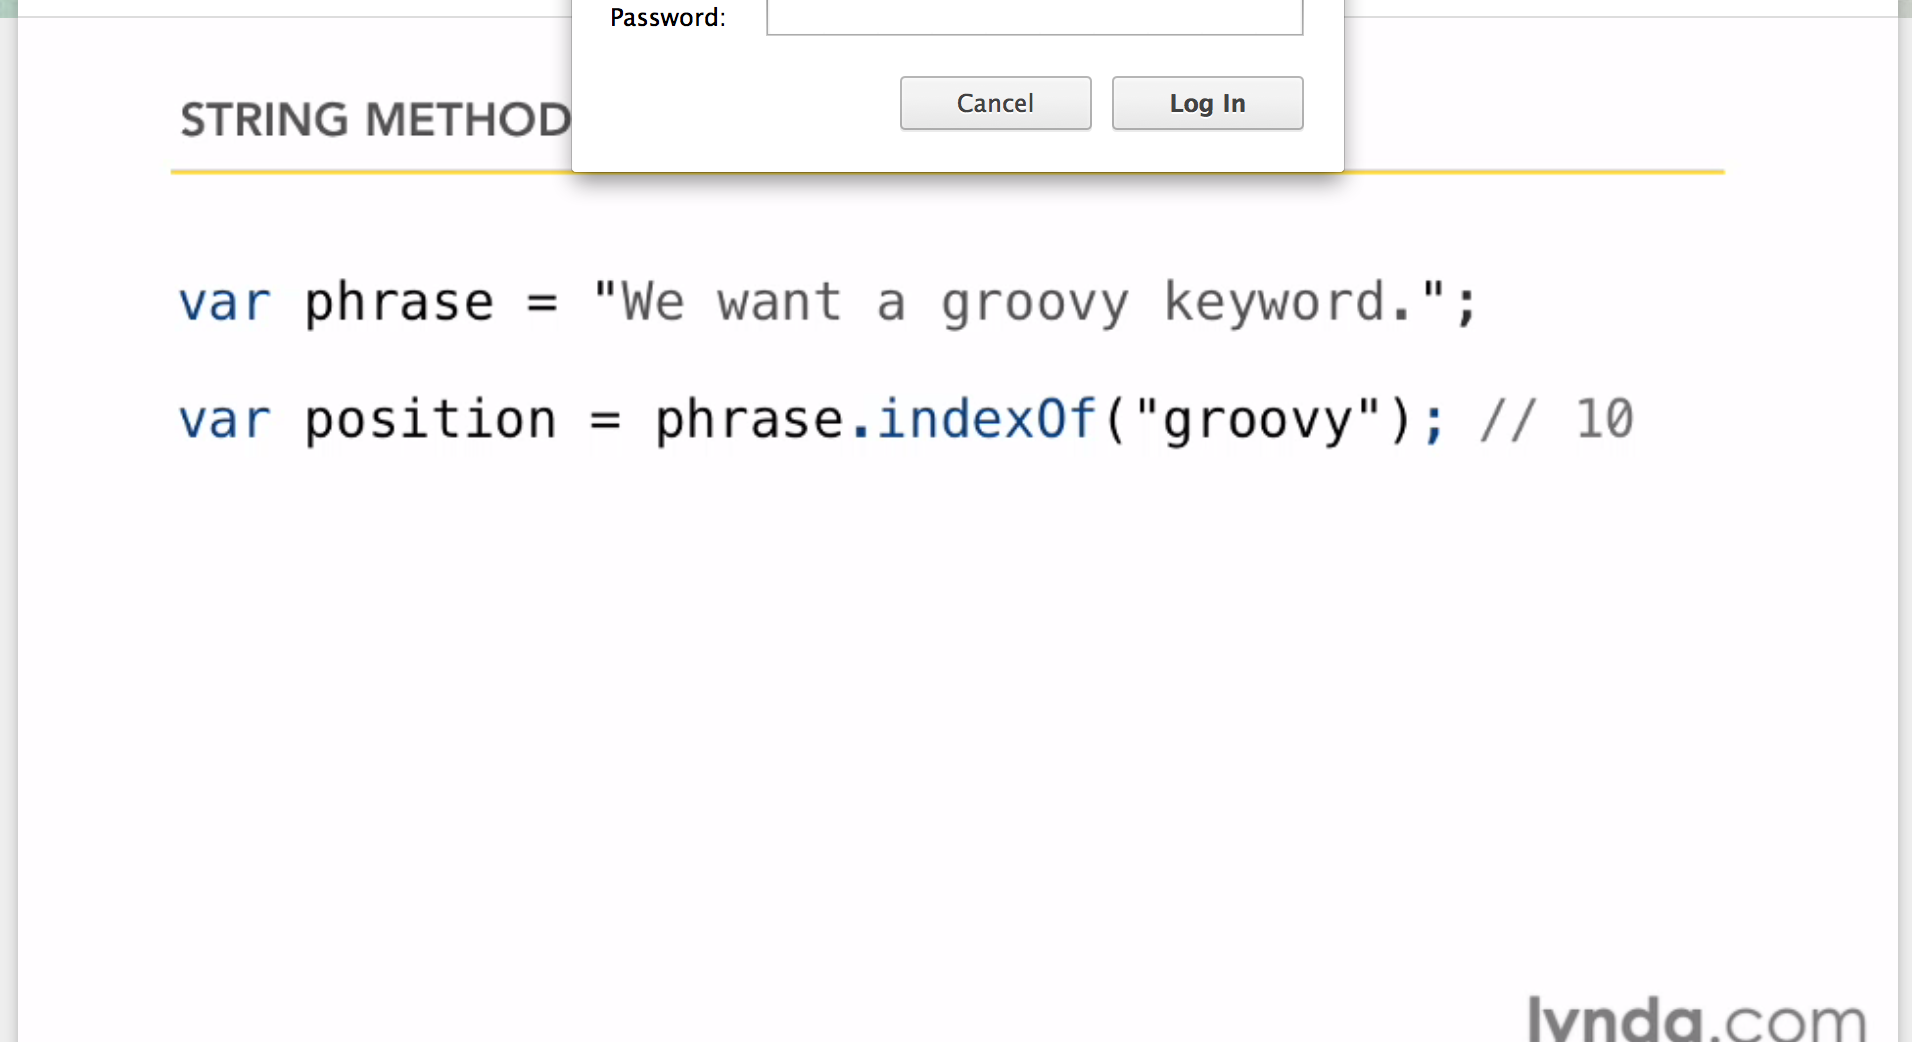 Password:
Cancel
Log In
STRING METHOD
var phrase = "We want a groovy keyword.";
var position = phrase.indexOf("groovy"); // 10
lynda.com